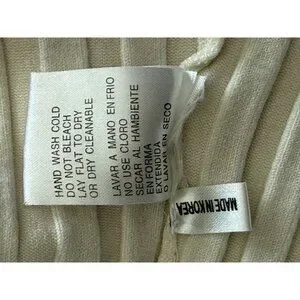 HAND WASH COLD
DO NOT BLEACH
LAY FLAT TO DRY
OR DRY CLEANABLE
LAVAR A MANO EN FRIO
NO USE CLORO
SECAR AL HAMBIENTE
EN FORMA
EXTENDIDA
O LAVAR EN SECO
MADE IN KOREA